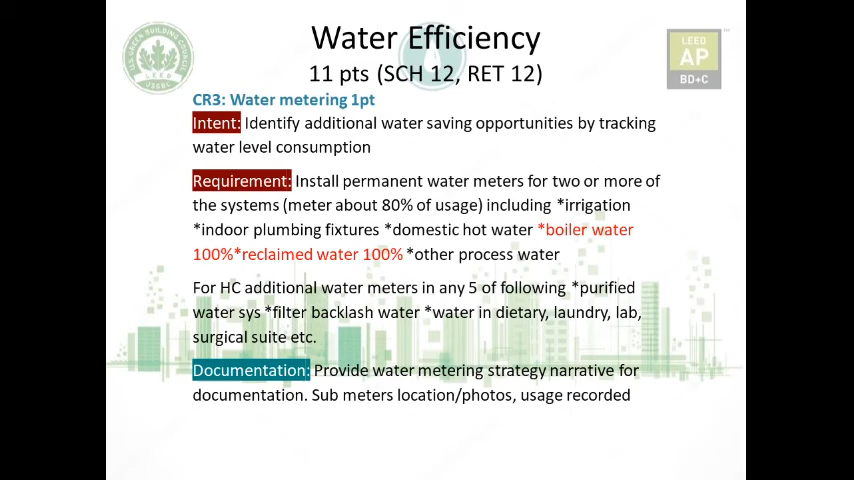 Water Efficiency
11 pts (SCH 12, RET 12)
CR3: Water metering 1pt
Intent: Identify additional water saving opportunities by tracking
water level consumption
Requirement: Install permanent water meters for two or more of
the systems (meter about 80% of usage) including *irrigation
*indoor plumbing fixtures *domestic hot water *boiler water
100%*reclaimed water 100% *other process water
For HC additional water meters in any 5 of following *purified
water sys *filter backlash water *water in dietary, laundry, lab,
surgical suite etc.
Documentation: Provide water metering strategy narrative for
documentation. Sub meters location/photos, usage recorded
U.S. GREEN BUILDING COUNCIL
LEED
USGBC
LEED
AP
BD+C